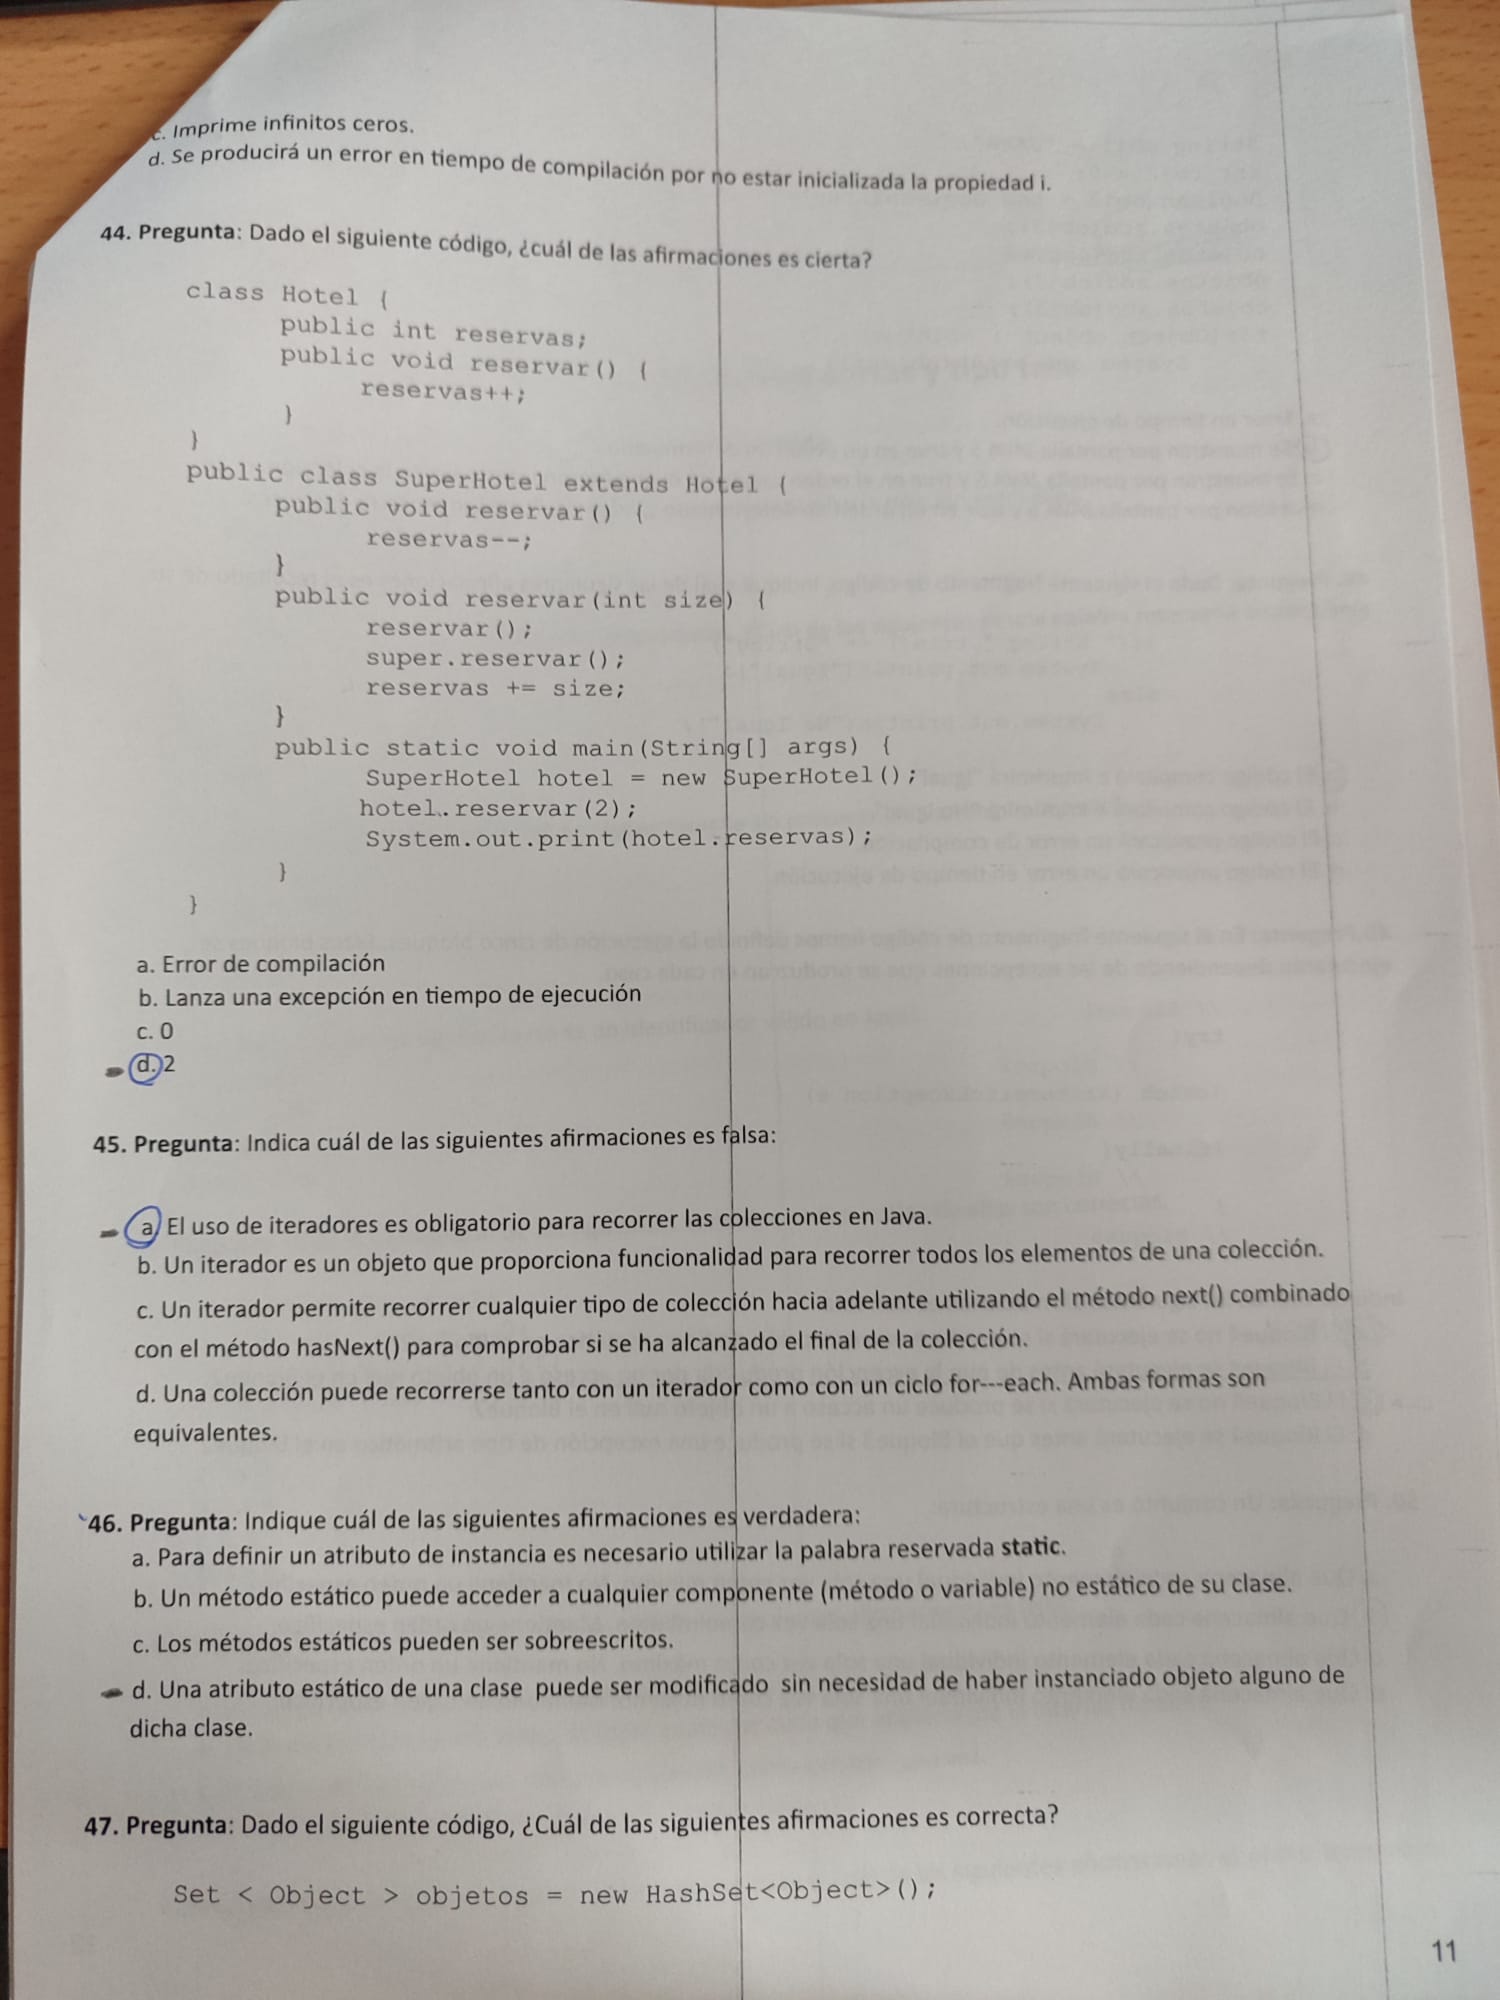 c. Imprime infinitos ceros.
d. Se producirá un error en tiempo de compilación por no estar inicializada la propiedad i.
44. Pregunta: Dado el siguiente código, ¿cuál de las afirmaciones es cierta?
class Hotel {
public int reservas;
public void reservar() {
reservas++;
}
}
public class SuperHotel extends Hotel {
public void reservar() {
reservas--;
}
public void reservar(int size) {
reservar();
super.reservar();
reservas += size;
}
public static void main(String[] args) {
SuperHotel hotel = new SuperHotel();
hotel.reservar(2);
System.out.print(hotel.reservas);
}
}
a. Error de compilación
b. Lanza una excepción en tiempo de ejecución
c. 0
d. 2
45. Pregunta: Indica cuál de las siguientes afirmaciones es falsa:
a. El uso de iteradores es obligatorio para recorrer las colecciones en Java.
b. Un iterador es un objeto que proporciona funcionalidad para recorrer todos los elementos de una colección.
c. Un iterador permite recorrer cualquier tipo de colección hacia adelante utilizando el método next() combinado
con el método hasNext() para comprobar si se ha alcanzado el final de la colección.
d. Una colección puede recorrerse tanto con un iterador como con un ciclo for---each. Ambas formas son
equivalentes.
46. Pregunta: Indique cuál de las siguientes afirmaciones es verdadera:
a. Para definir un atributo de instancia es necesario utilizar la palabra reservada static.
b. Un método estático puede acceder a cualquier componente (método o variable) no estático de su clase.
c. Los métodos estáticos pueden ser sobreescritos.
d. Una atributo estático de una clase puede ser modificado sin necesidad de haber instanciado objeto alguno de
dicha clase.
47. Pregunta: Dado el siguiente código, ¿Cuál de las siguientes afirmaciones es correcta?
Set < Object > objetos = new HashSet<Object>();
11